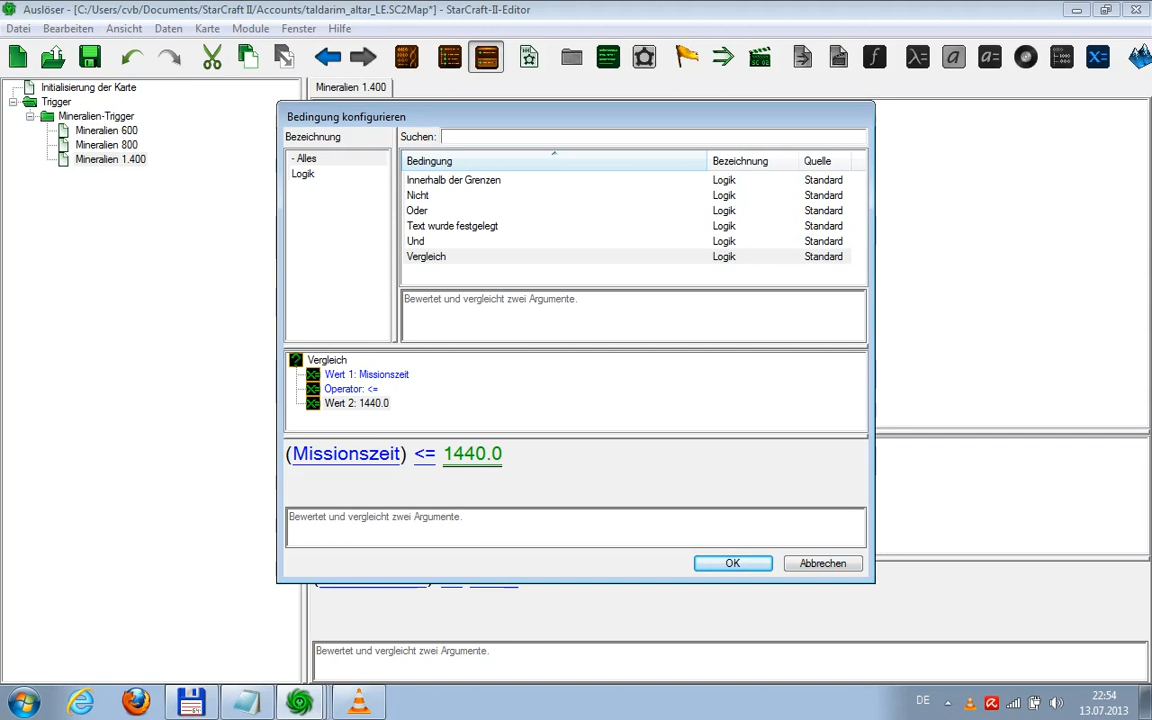 Auslöser - [C:/Users/cvb/Documents/StarCraft II/Accounts/taldarim_altar_LE.SC2Map*] - StarCraft-II-Editor
Datei Bearbeiten Ansicht Daten Karte Module Fenster Hilfe
Initialisierung der Karte
Trigger
Mineralien-Trigger
Mineralien 600
Mineralien 800
Mineralien 1.400
Mineralien 1.400
Bedingung konfigurieren
Bezeichnung
- Alles
Logik
Suchen:
Bedingung Bezeichnung Quelle
Innerhalb der Grenzen Logik Standard
Nicht Logik Standard
Oder Logik Standard
Text wurde festgelegt Logik Standard
Und Logik Standard
Vergleich Logik Standard
Bewertet und vergleicht zwei Argumente.
Vergleich
Wert 1: Missionszeit
Operator: <=
Wert 2: 1440.0
(Missionszeit) <= 1440.0
Bewertet und vergleicht zwei Argumente.
OK Abbrechen
Bewertet und vergleicht zwei Argumente.
DE
22:54
13.07.2013